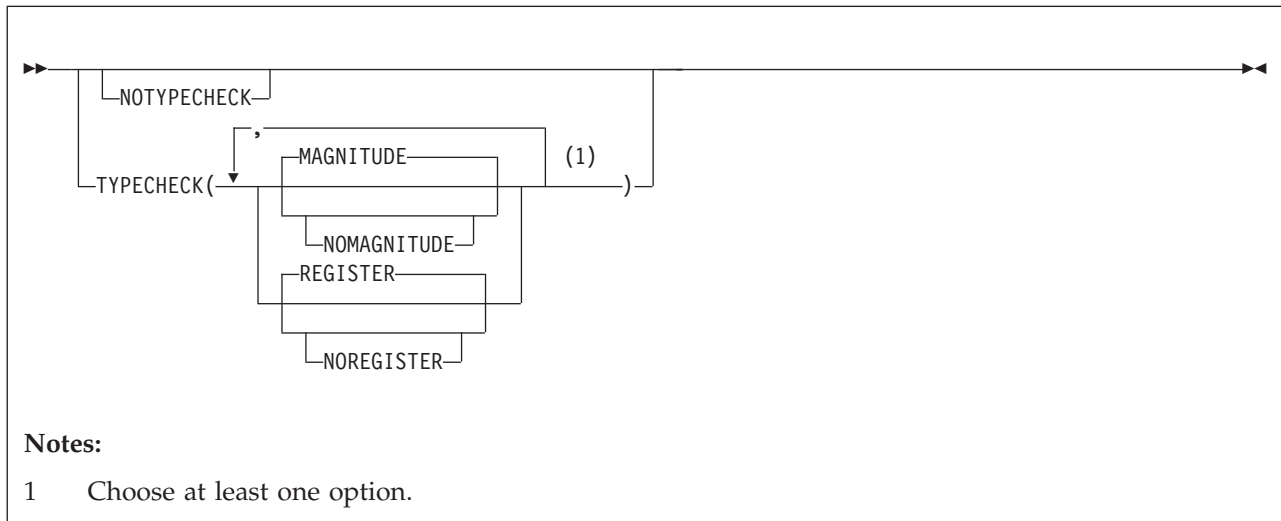 NOTYPECHECK
,
MAGNITUDE (1)
TYPECHECK( )
NOMAGNITUDE
REGISTER
NOREGISTER
Notes:
1 Choose at least one option.